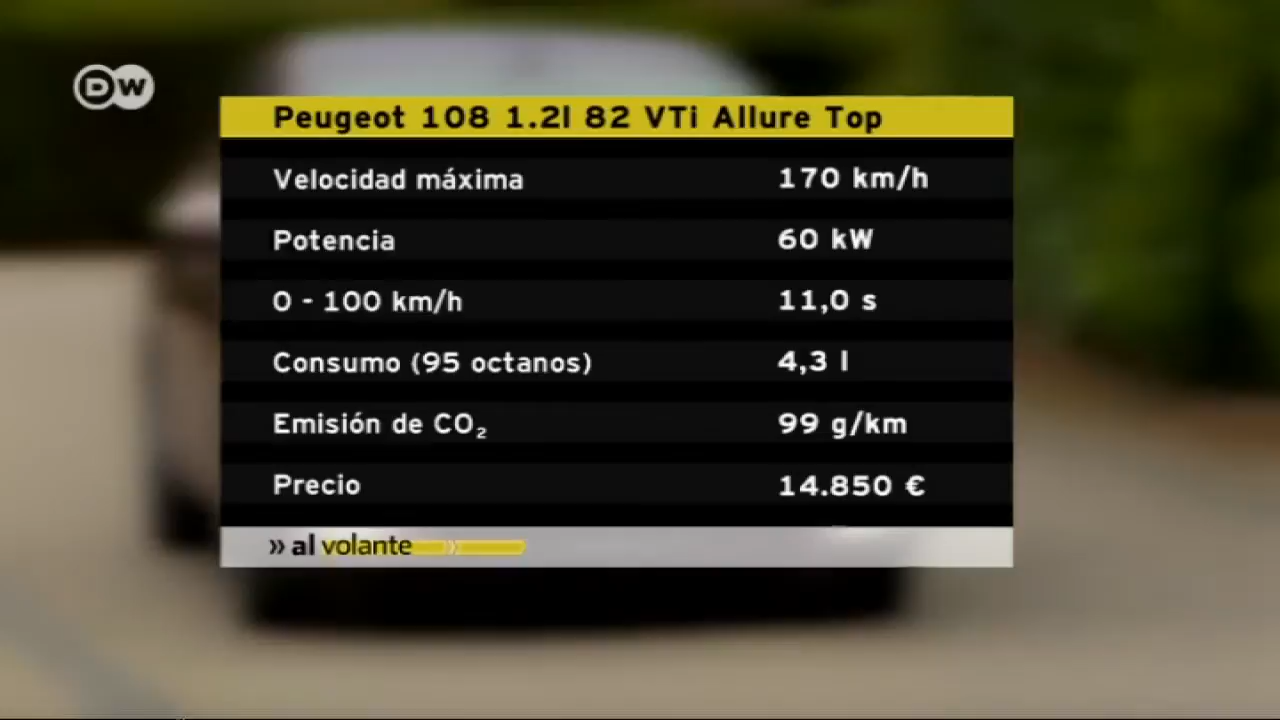 DW
Peugeot 108 1.2l 82 VTi Allure Top
Velocidad máxima 170 km/h
Potencia 60 kW
0 - 100 km/h 11,0 s
Consumo (95 octanos) 4,3 l
Emisión de CO₂ 99 g/km
Precio 14.850 €
» al volante